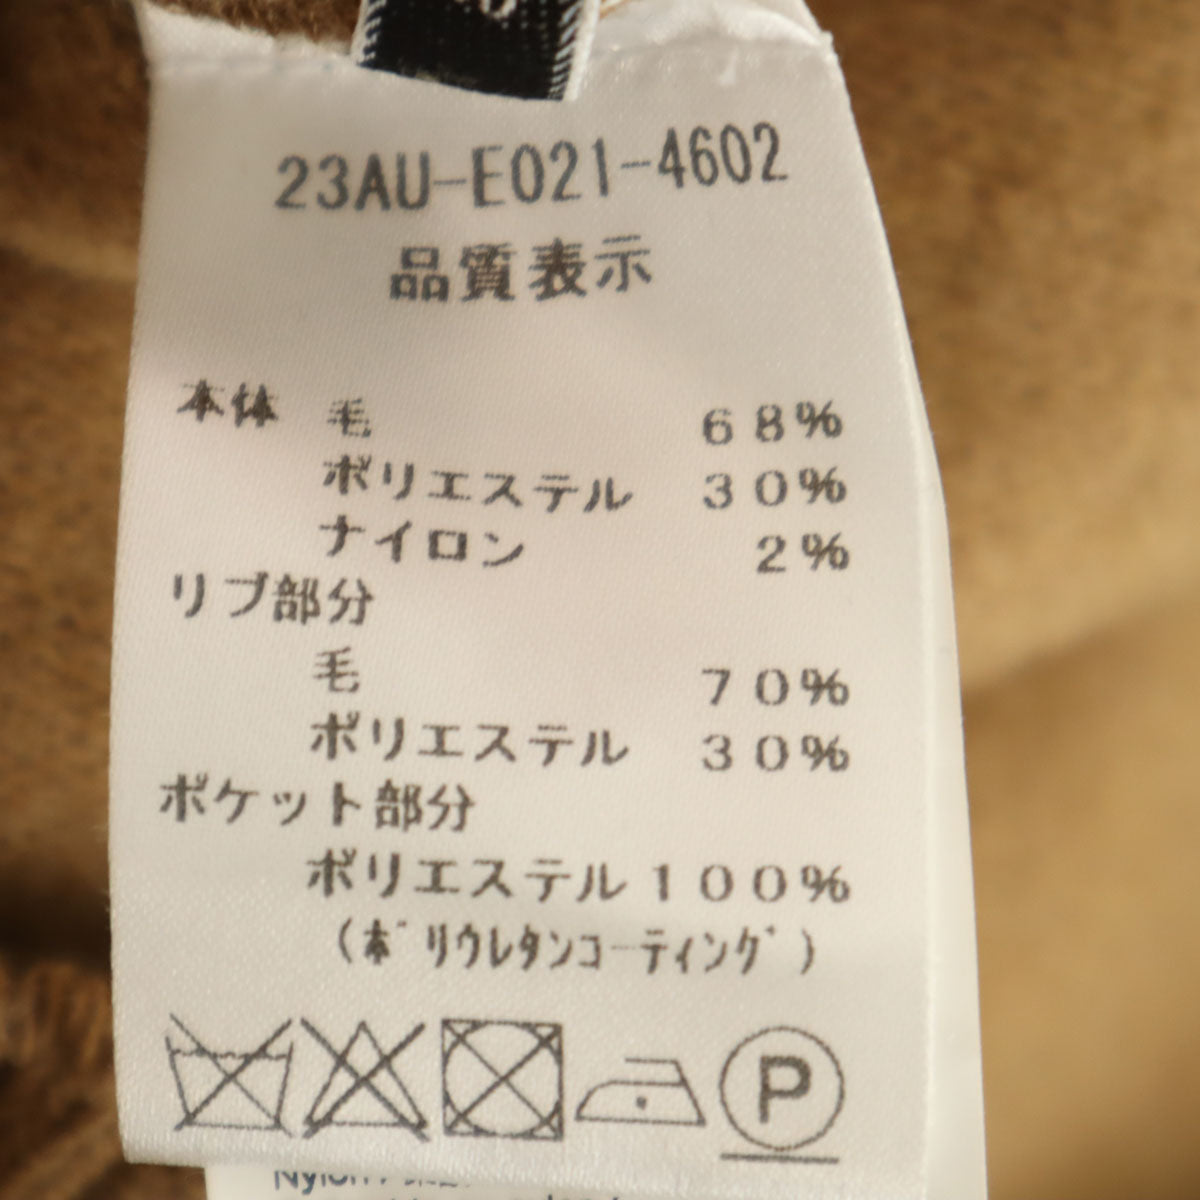 23AU-E021-4602
品質表示
本体 毛 68%
ポリエステル 30%
ナイロン 2%
リブ部分
毛 70%
ポリエステル 30%
ポケット部分
ポリエステル 100%
(ポリウレタンコーティング)
P